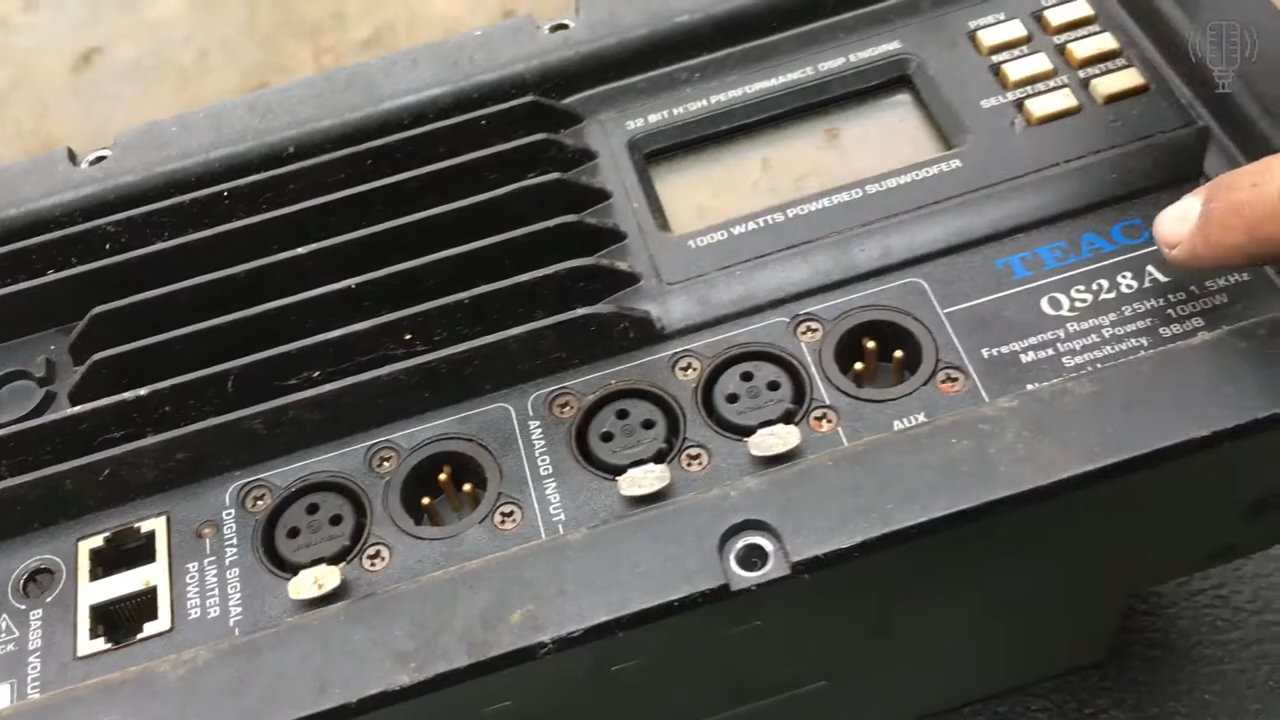 PREV
NEXT
DOWN
SELECT/EXIT
ENTER
32 BIT HIGH PERFORMANCE DSP ENGINE
1000 WATTS POWERED SUBWOOFER
TEAC
QS28A
Frequency Range: 25Hz to 1.5KHz
Max Input Power: 1000W
Sensitivity: 98dB
AUX
ANALOG INPUT
DIGITAL SIGNAL
LIMITER
POWER
BASS